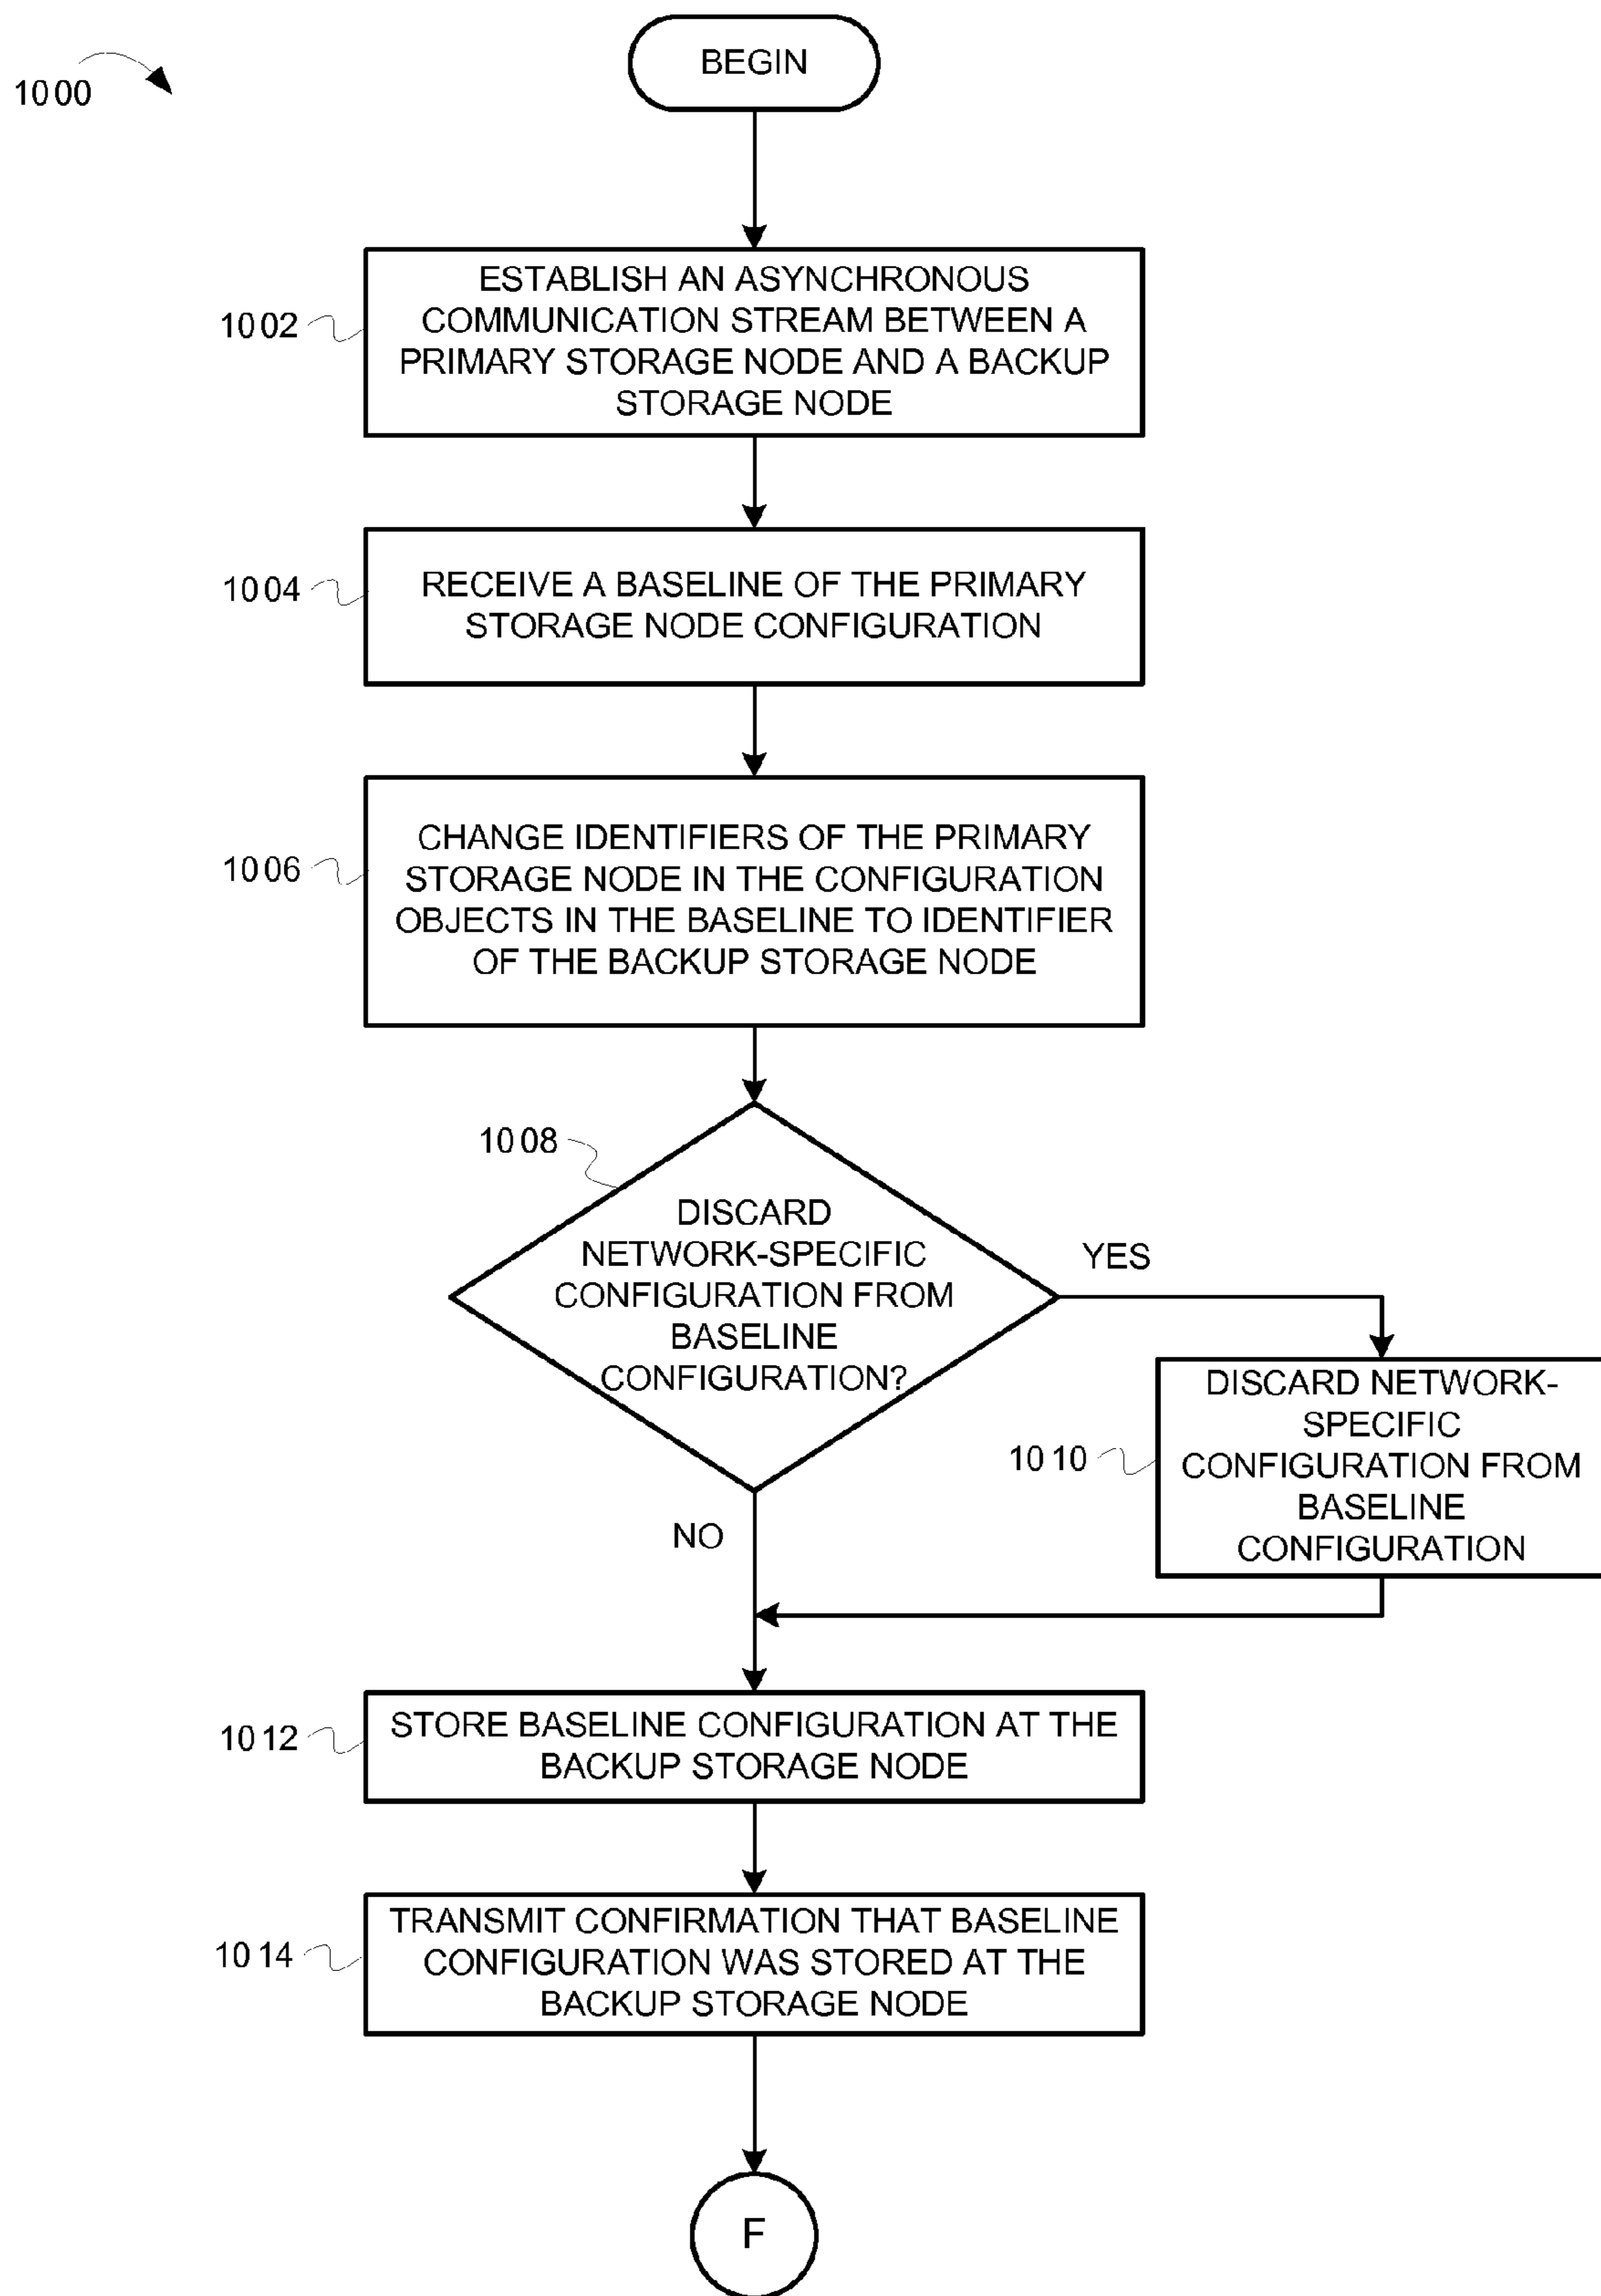 BEGIN
1000
ESTABLISH AN ASYNCHRONOUS
COMMUNICATION STREAM BETWEEN A
PRIMARY STORAGE NODE AND A BACKUP
STORAGE NODE
1002
RECEIVE A BASELINE OF THE PRIMARY
STORAGE NODE CONFIGURATION
1004
CHANGE IDENTIFIERS OF THE PRIMARY
STORAGE NODE IN THE CONFIGURATION
OBJECTS IN THE BASELINE TO IDENTIFIER
OF THE BACKUP STORAGE NODE
1006
1008
DISCARD
NETWORK-SPECIFIC
CONFIGURATION FROM
BASELINE
CONFIGURATION?
YES
DISCARD NETWORK-
SPECIFIC
CONFIGURATION FROM
BASELINE
CONFIGURATION
1010
NO
STORE BASELINE CONFIGURATION AT THE
BACKUP STORAGE NODE
1012
TRANSMIT CONFIRMATION THAT BASELINE
CONFIGURATION WAS STORED AT THE
BACKUP STORAGE NODE
1014
F